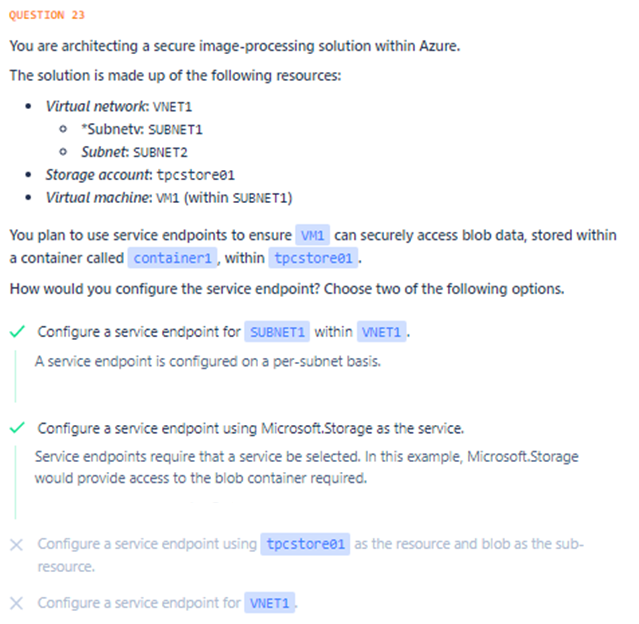 QUESTION 23
You are architecting a secure image-processing solution within Azure.
The solution is made up of the following resources:
• Virtual network: VNET1
o *Subnetv: SUBNET1
o Subnet: SUBNET2
• Storage account: tpcstore01
• Virtual machine: VM1 (within SUBNET1)
You plan to use service endpoints to ensure VM1 can securely access blob data, stored within
a container called container1, within tpcstore01.
How would you configure the service endpoint? Choose two of the following options.
Configure a service endpoint for SUBNET1 within VNET1.
A service endpoint is configured on a per-subnet basis.
Configure a service endpoint using Microsoft.Storage as the service.
Service endpoints require that a service be selected. In this example, Microsoft.Storage
would provide access to the blob container required.
Configure a service endpoint using tpcstore01 as the resource and blob as the sub-
resource.
Configure a service endpoint for VNET1.